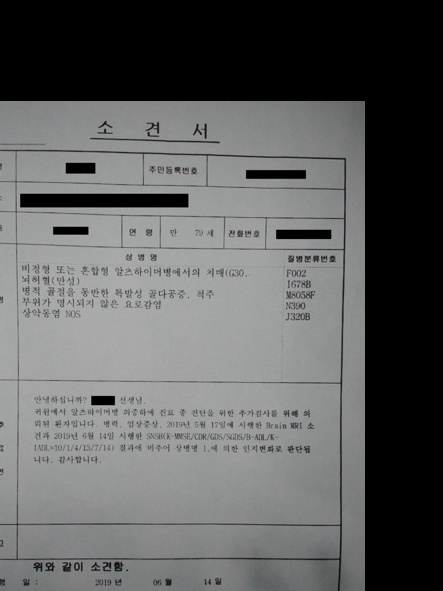 소 견 서
주민등록번호
연 령 만 79 세 전화번호
상 병 명 질병분류번호
비정형 또는 혼합형 알츠하이머병에서의 치매(G30. F002
뇌허혈(만성) I678B
병적 골절을 동반한 특발성 골다공증, 척주 M8058F
부위가 명시되지 않은 요로감염 N390
상악동염 NOS J320B
안녕하십니까? 선생님.
귀원에서 알츠하이머병 의증하에 진료 중 진단을 위한 추가검사를 위해 의
뢰된 환자입니다. 병력, 임상증상, 2019년 5월 17일에 시행한 Brain MRI 소
견과 2019년 6월 14일 시행한 SNSB(K-MMSE/CDR/GDS/SGDS/B-ADL/K-
IADL=10/1/4/13/7/14) 결과에 비추어 상병명 1.에 의한 인지변화로 판단됩
니다. 감사합니다.
위와 같이 소견함.
행 일 : 2019 년 06 월 14 일